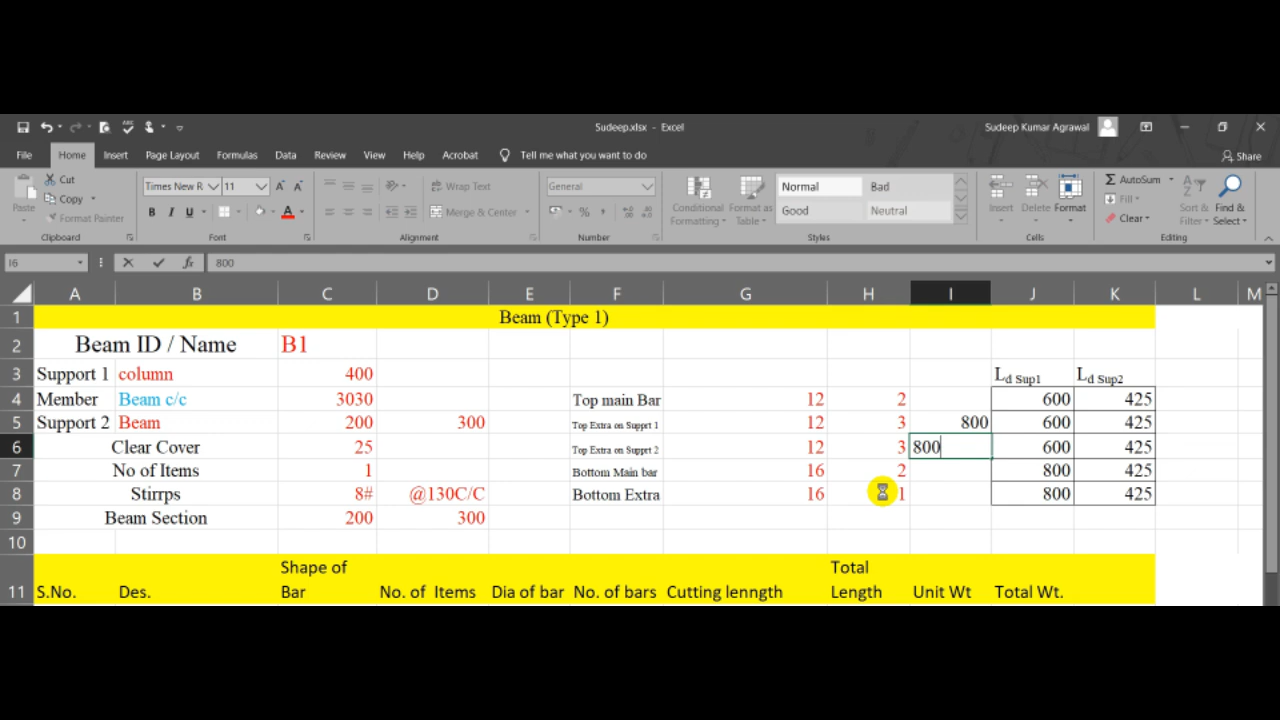 Sudeep.xlsx - Excel Sudeep Kumar Agrawal
File Home Insert Page Layout Formulas Data Review View Help Acrobat Tell me what you want to do Share
Paste Cut Copy Format Painter Clipboard
Times New R 11 B I U A Font
Wrap Text Merge & Center Alignment
General % Number
Conditional Formatting Format as Table Normal Bad Good Neutral Styles
Insert Delete Format Cells
AutoSum Fill Clear Sort & Filter Find & Select Editing
I6 fx 800
A B C D E F G H I J K L M
1 Beam (Type 1)
2 Beam ID / Name B1
3 Support 1 column 400 Ld Sup1 Ld Sup2
4 Member Beam c/c 3030 Top main Bar 12 2 600 425
5 Support 2 Beam 200 300 Top Extra on Supprt 1 12 3 800 600 425
6 Clear Cover 25 Top Extra on Supprt 2 12 3 800 600 425
7 No of Items 1 Bottom Main bar 16 2 800 425
8 Stirrps 8# @130C/C Bottom Extra 16 1 800 425
9 Beam Section 200 300
10
11 S.No. Des. Shape of Bar No. of Items Dia of bar No. of bars Cutting lenngth Total Length Unit Wt Total Wt.